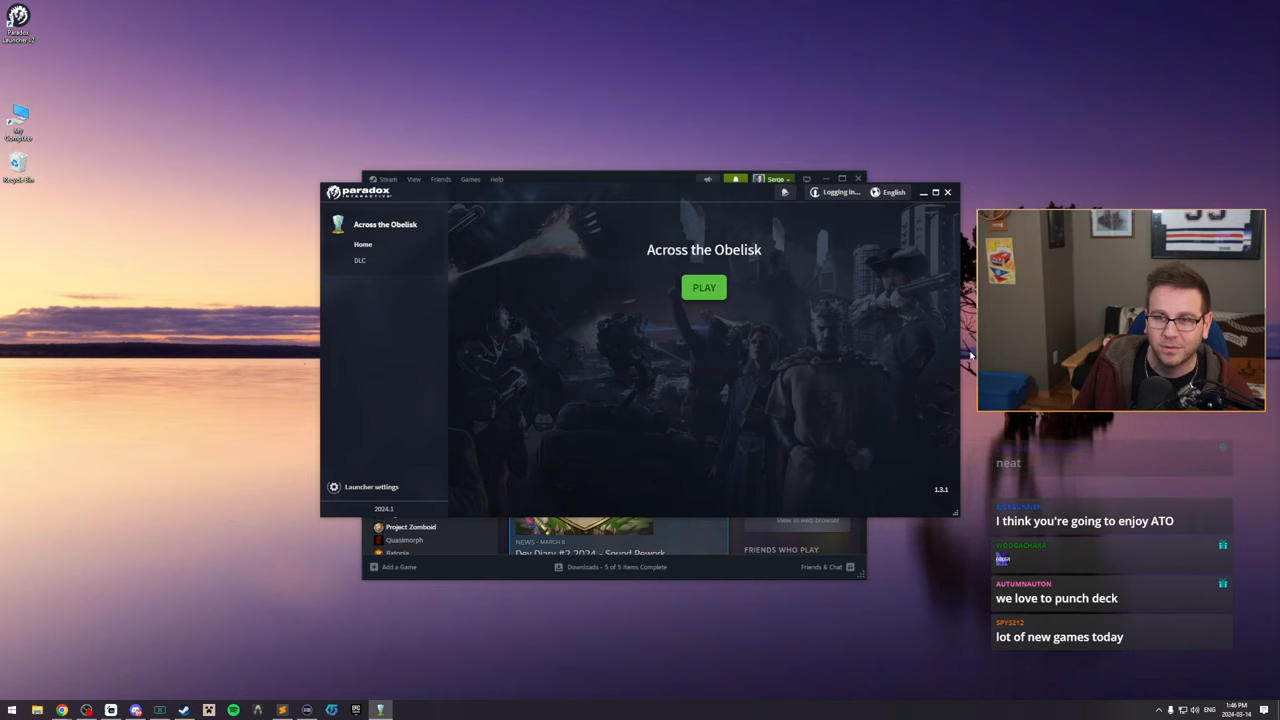 Paradox
Launcher v2
My
Computer
Recycle Bin
Steam View Friends Games Help
Serge
paradox
INTERACTIVE
Logging in...
English
Across the Obelisk
Home
DLC
Across the Obelisk
PLAY
Launcher settings
1.3.1
2024.1
Project Zomboid
Quasimorph
NEWS - MARCH 8
Dev Diary #2 2024 - Sound Rework
View in web browser
FRIENDS WHO PLAY
Add a Game
Downloads - 5 of 5 Items Complete
Friends & Chat
neat
I think you're going to enjoy ATO
WOOGACHAKA
AUTUMNAUTON
we love to punch deck
SPYS212
lot of new games today
ENG
1:46 PM
2024-03-14